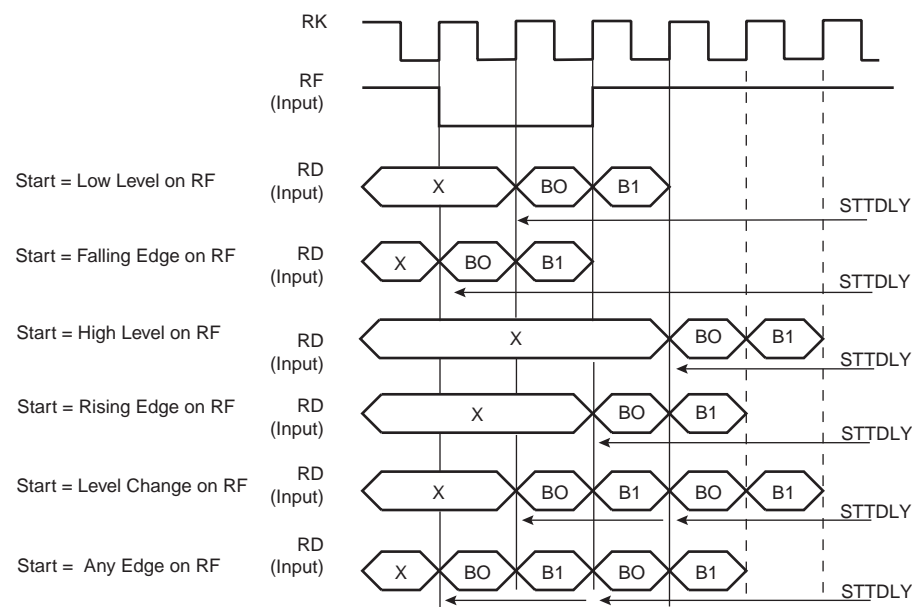 RK
RF
(Input)
Start = Low Level on RF
RD
(Input)
X BO B1
STTDLY
Start = Falling Edge on RF
RD
(Input)
X BO B1
STTDLY
Start = High Level on RF
RD
(Input)
X BO B1
STTDLY
Start = Rising Edge on RF
RD
(Input)
X BO B1
STTDLY
Start = Level Change on RF
RD
(Input)
X BO B1 BO B1
STTDLY
Start = Any Edge on RF
RD
(Input)
X BO B1 BO B1
STTDLY